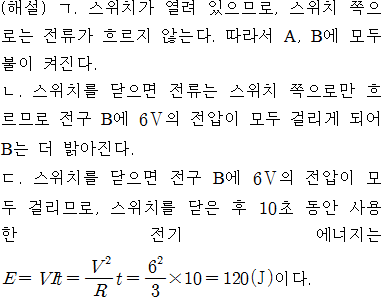 (해설) ㄱ. 스위치가 열려 있으므로, 스위치 쪽으
로는 전류가 흐르지 않는다. 따라서 A, B에 모두
불이 켜진다.
ㄴ. 스위치를 닫으면 전류는 스위치 쪽으로만 흐
르므로 전구 B에 6V의 전압이 모두 걸리게 되어
B는 더 밝아진다.
ㄷ. 스위치를 닫으면 전구 B에 6V의 전압이 모
두 걸리므로, 스위치를 닫은 후 10초 동안 사용
한 전기 에너지는
E = VIt = V²/R t = 6²/3 × 10 = 120(J)이다.